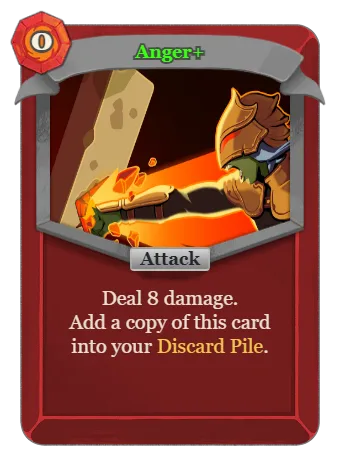 0
Anger+
Attack
Deal 8 damage.
Add a copy of this card
into your Discard Pile.